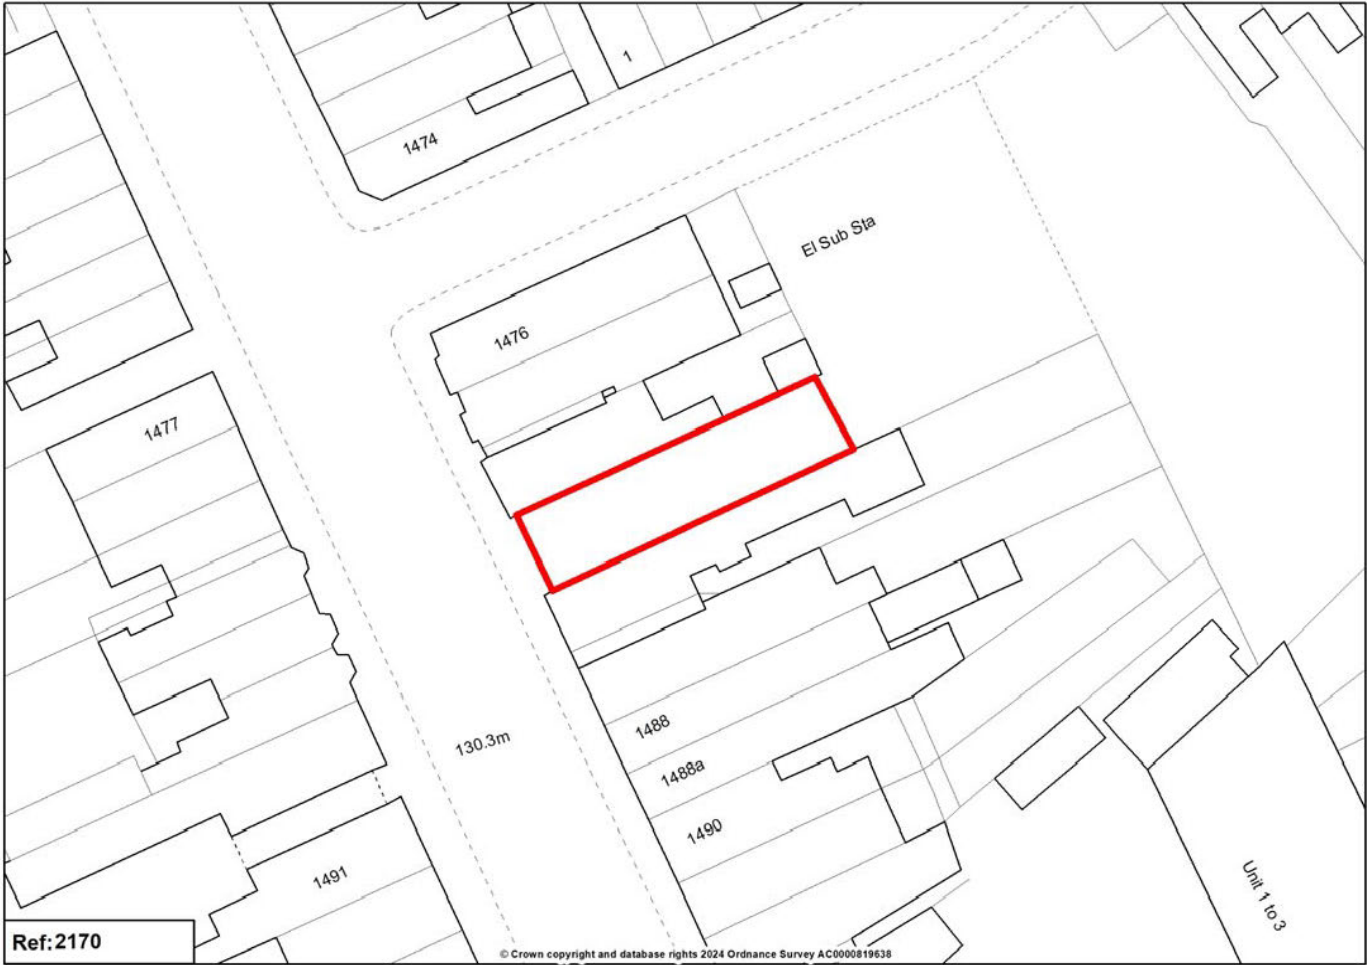 1
1474
El Sub Sta
1476
1477
1488
130.3m
1488a
1490
1491
Unit 1 to 3
Ref:2170
© Crown copyright and database rights 2024 Ordnance Survey AC0000819638